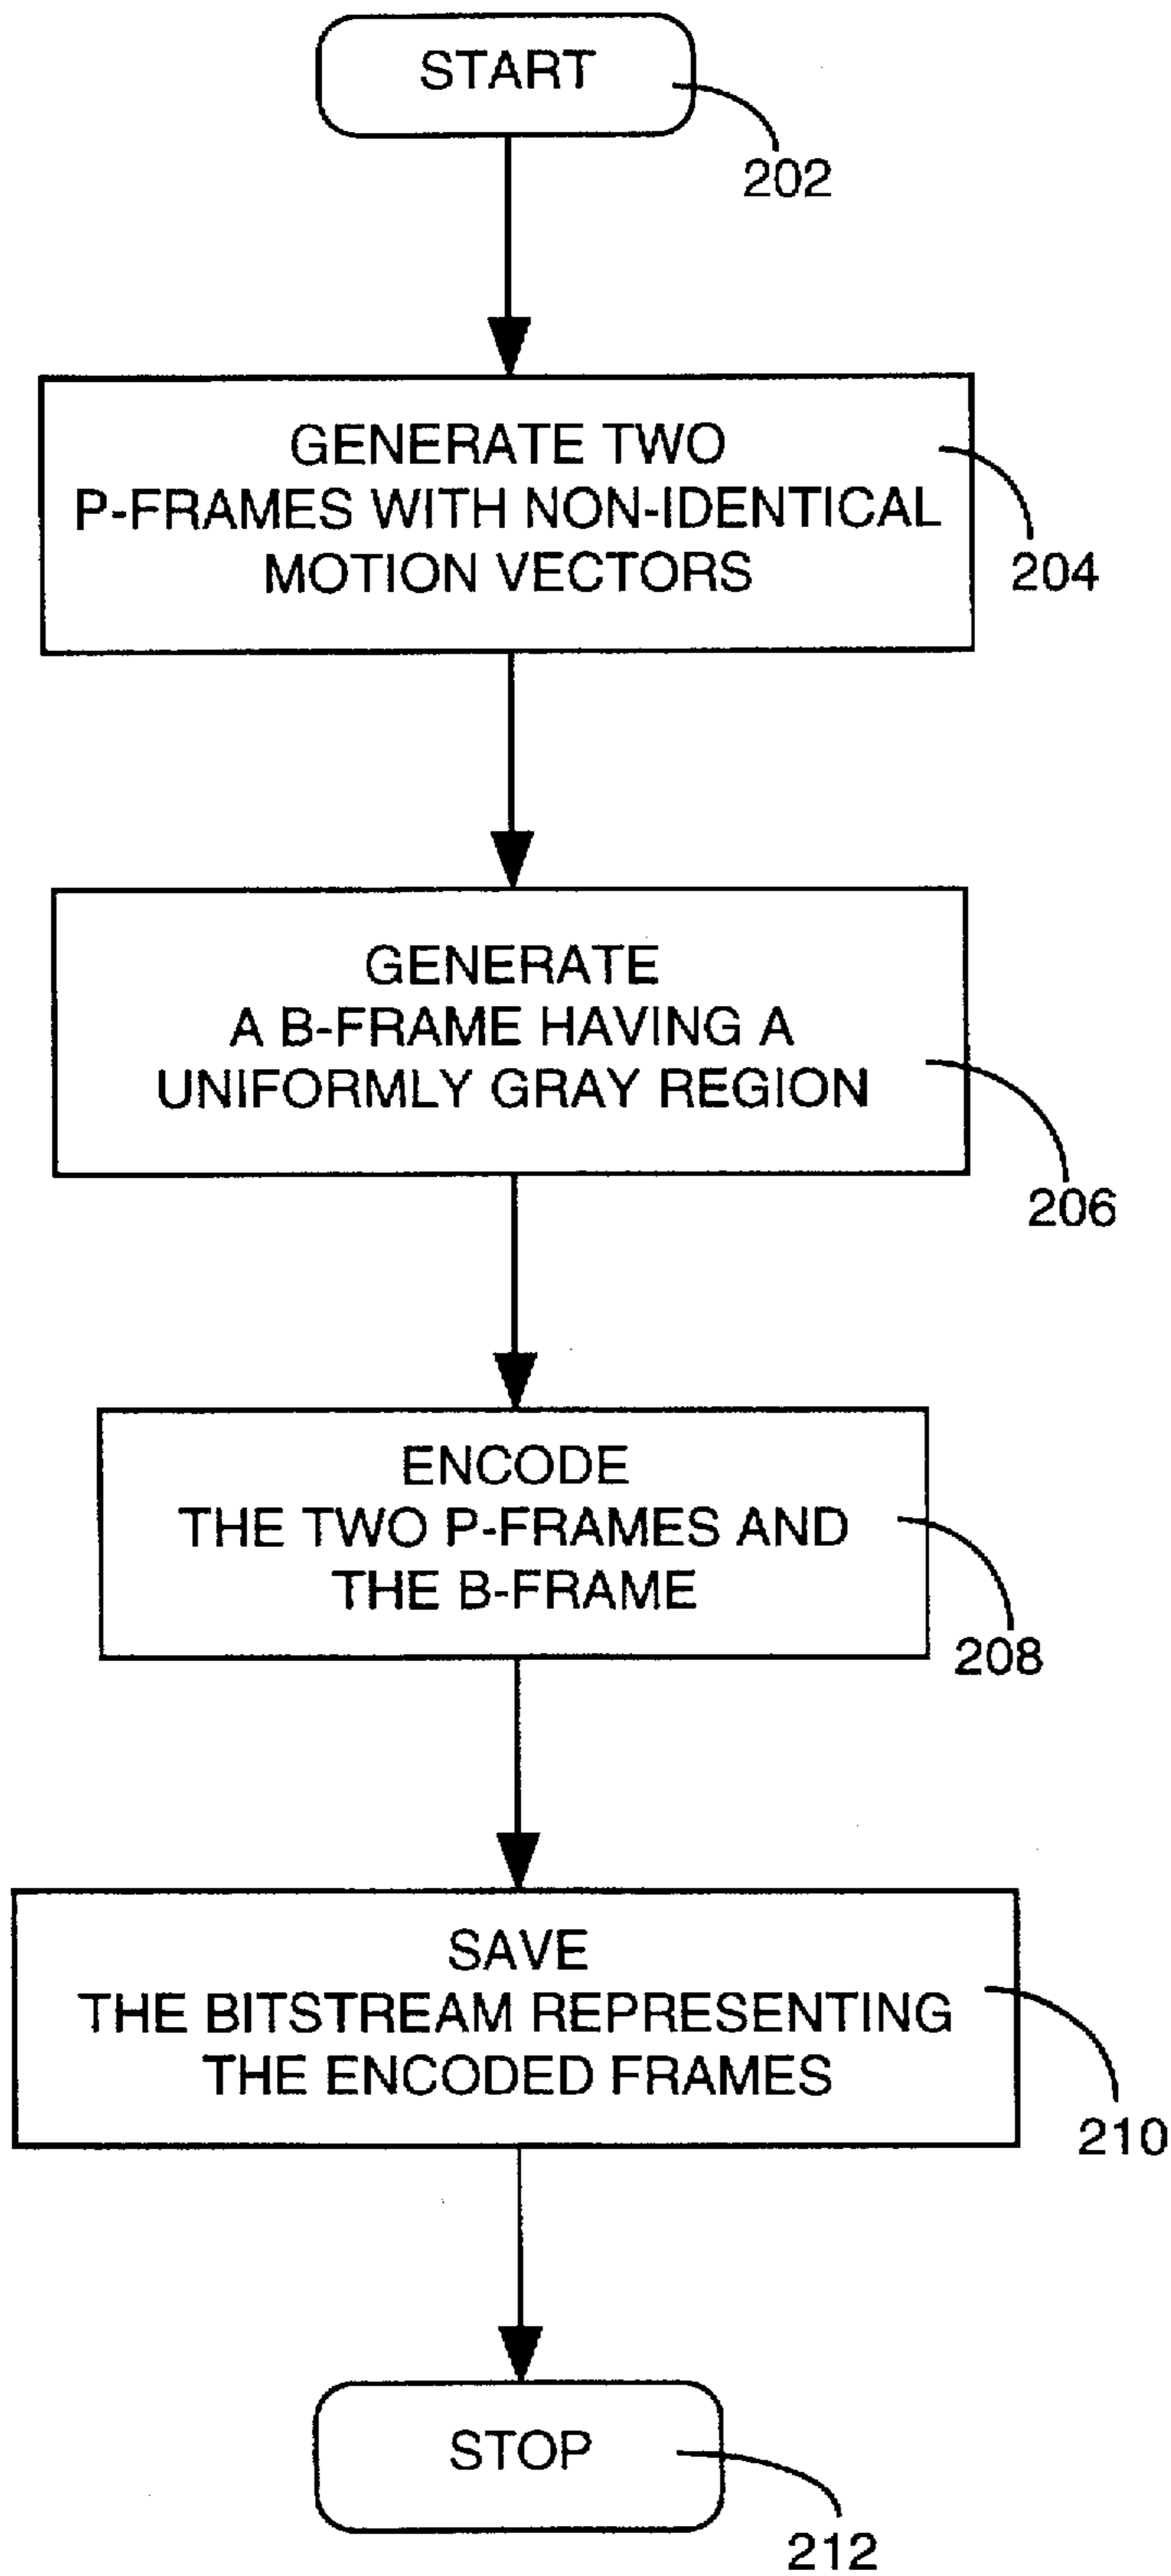 START
202
GENERATE TWO
P-FRAMES WITH NON-IDENTICAL
MOTION VECTORS
204
GENERATE
A B-FRAME HAVING A
UNIFORMLY GRAY REGION
206
ENCODE
THE TWO P-FRAMES AND
THE B-FRAME
208
SAVE
THE BITSTREAM REPRESENTING
THE ENCODED FRAMES
210
STOP
212